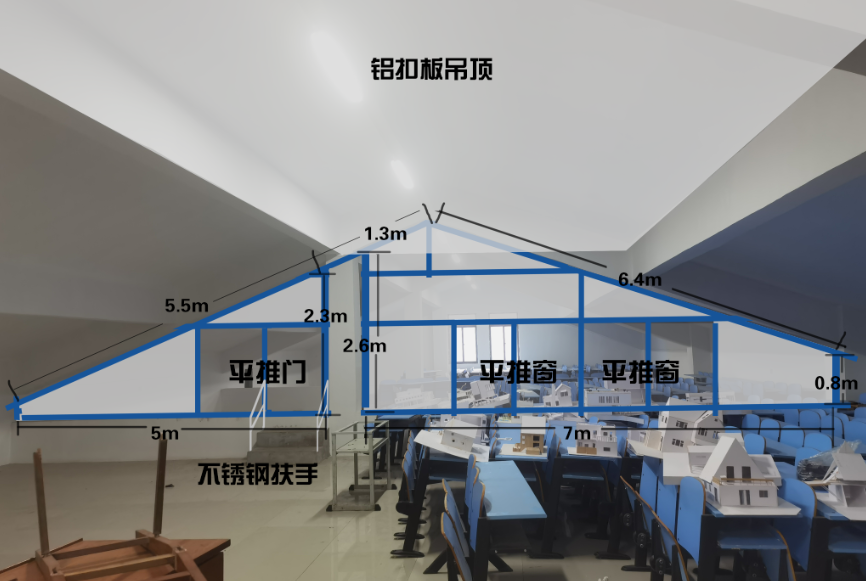 铝扣板吊顶
1.3m
6.4m
5.5m
2.3m
2.6m
平推门
平推窗
平推窗
0.8m
5m
7m
不锈钢扶手